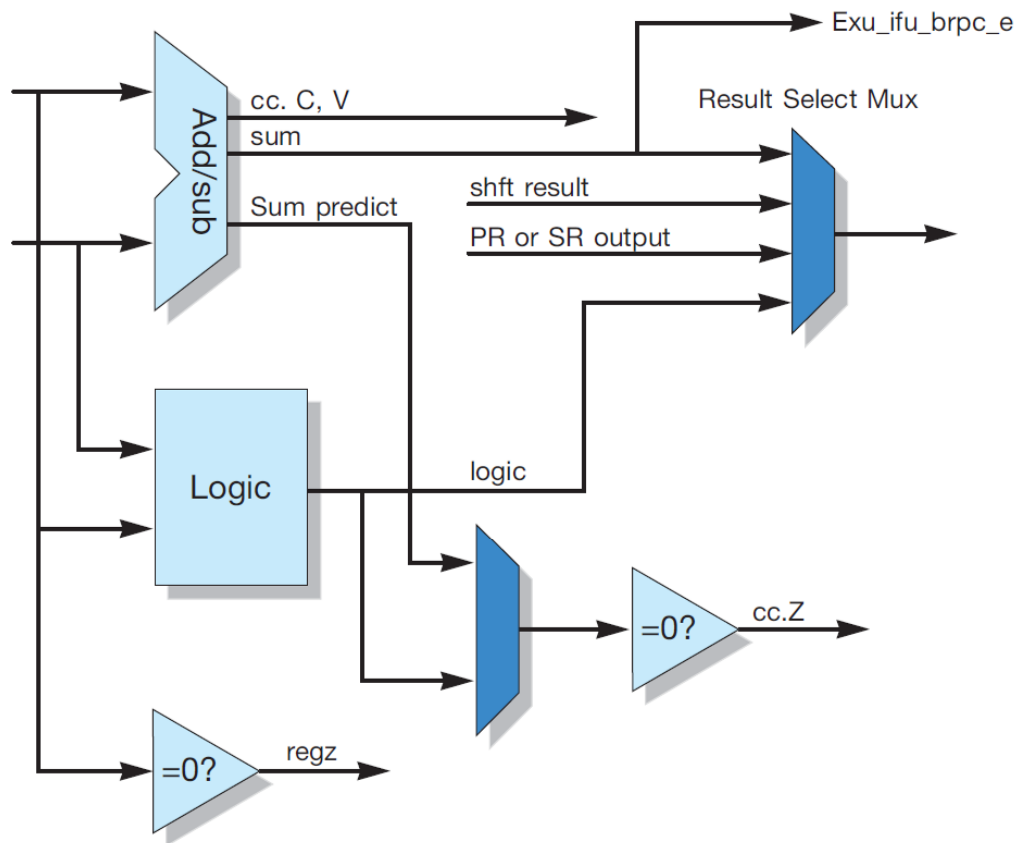 Exu_ifu_brpc_e
Result Select Mux
cc. C, V
sum
Add/sub
shft result
Sum predict
PR or SR output
logic
Logic
=0?
cc.Z
=0?
regz